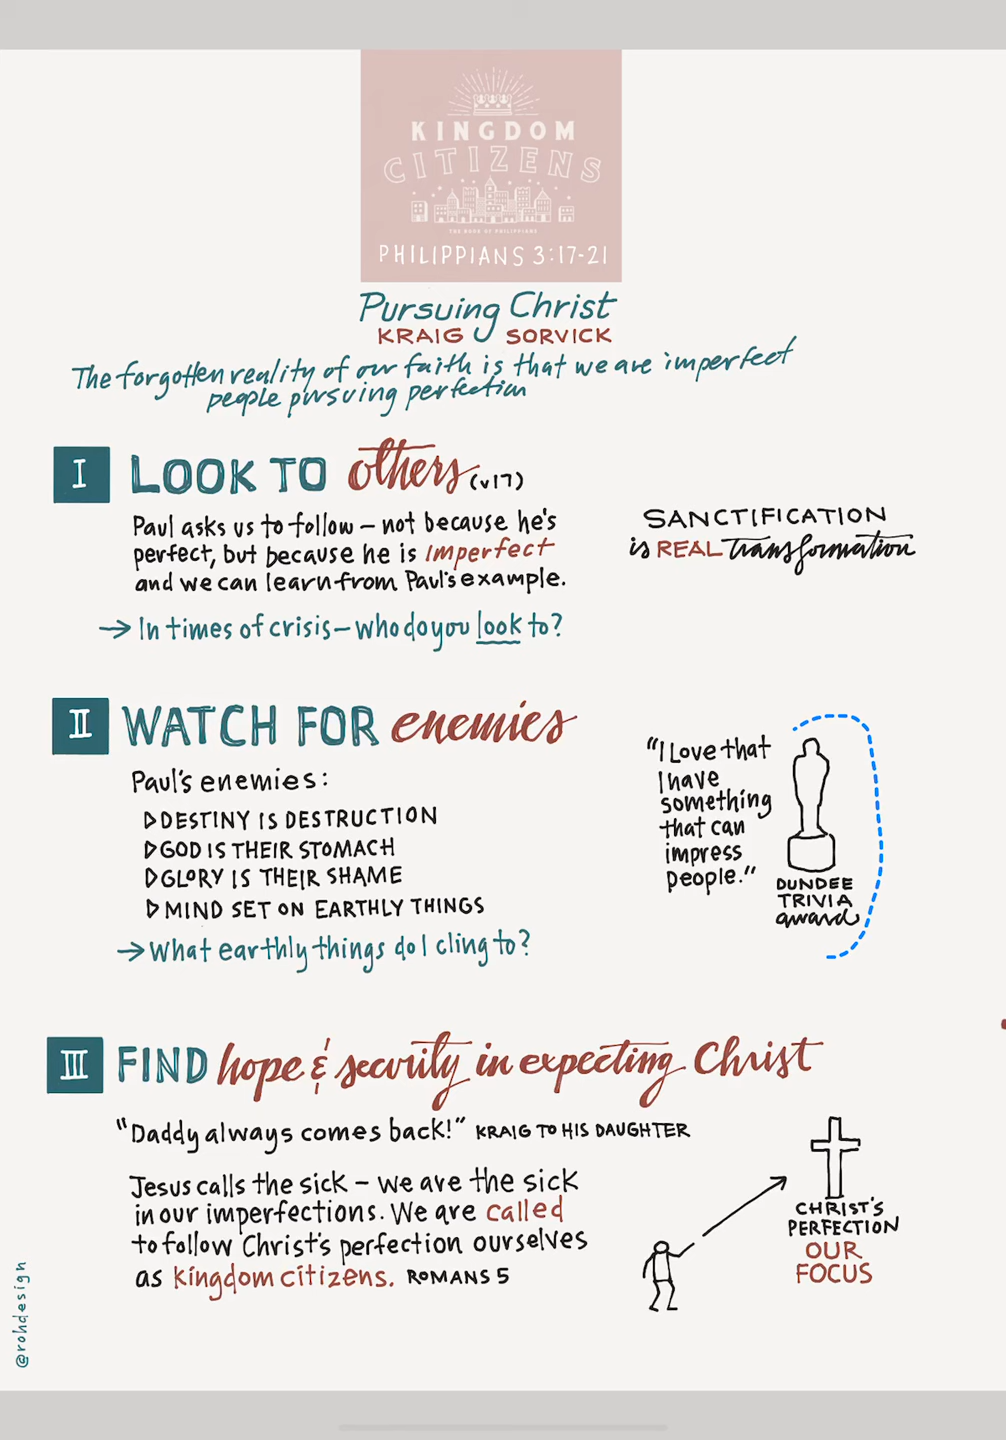 KINGDOM
CITIZENS
THE BOOK OF PHILIPPIANS
PHILIPPIANS 3:17-21
Pursuing Christ
KRAIG SORVICK
The forgotten reality of our faith is that we are imperfect
people pursuing perfection
I LOOK TO others (v17)
Paul asks us to follow – not because he's
perfect, but because he is imperfect
and we can learn from Paul's example.
→ In times of crisis – who do you look to?
SANCTIFICATION
is REAL transformation
II WATCH FOR enemies
Paul's enemies:
▷ DESTINY IS DESTRUCTION
▷ GOD IS THEIR STOMACH
▷ GLORY IS THEIR SHAME
▷ MIND SET ON EARTHLY THINGS
→ What earthly things do I cling to?
"I Love that
I have
something
that can
impress
people."
DUNDEE
TRIVIA
award
III FIND hope & security in expecting Christ
"Daddy always comes back!" KRAIG TO HIS DAUGHTER
Jesus calls the sick – we are the sick
in our imperfections. We are called
to follow Christ's perfection ourselves
as kingdom citizens. ROMANS 5
CHRIST'S
PERFECTION
OUR
FOCUS
@rohdesign